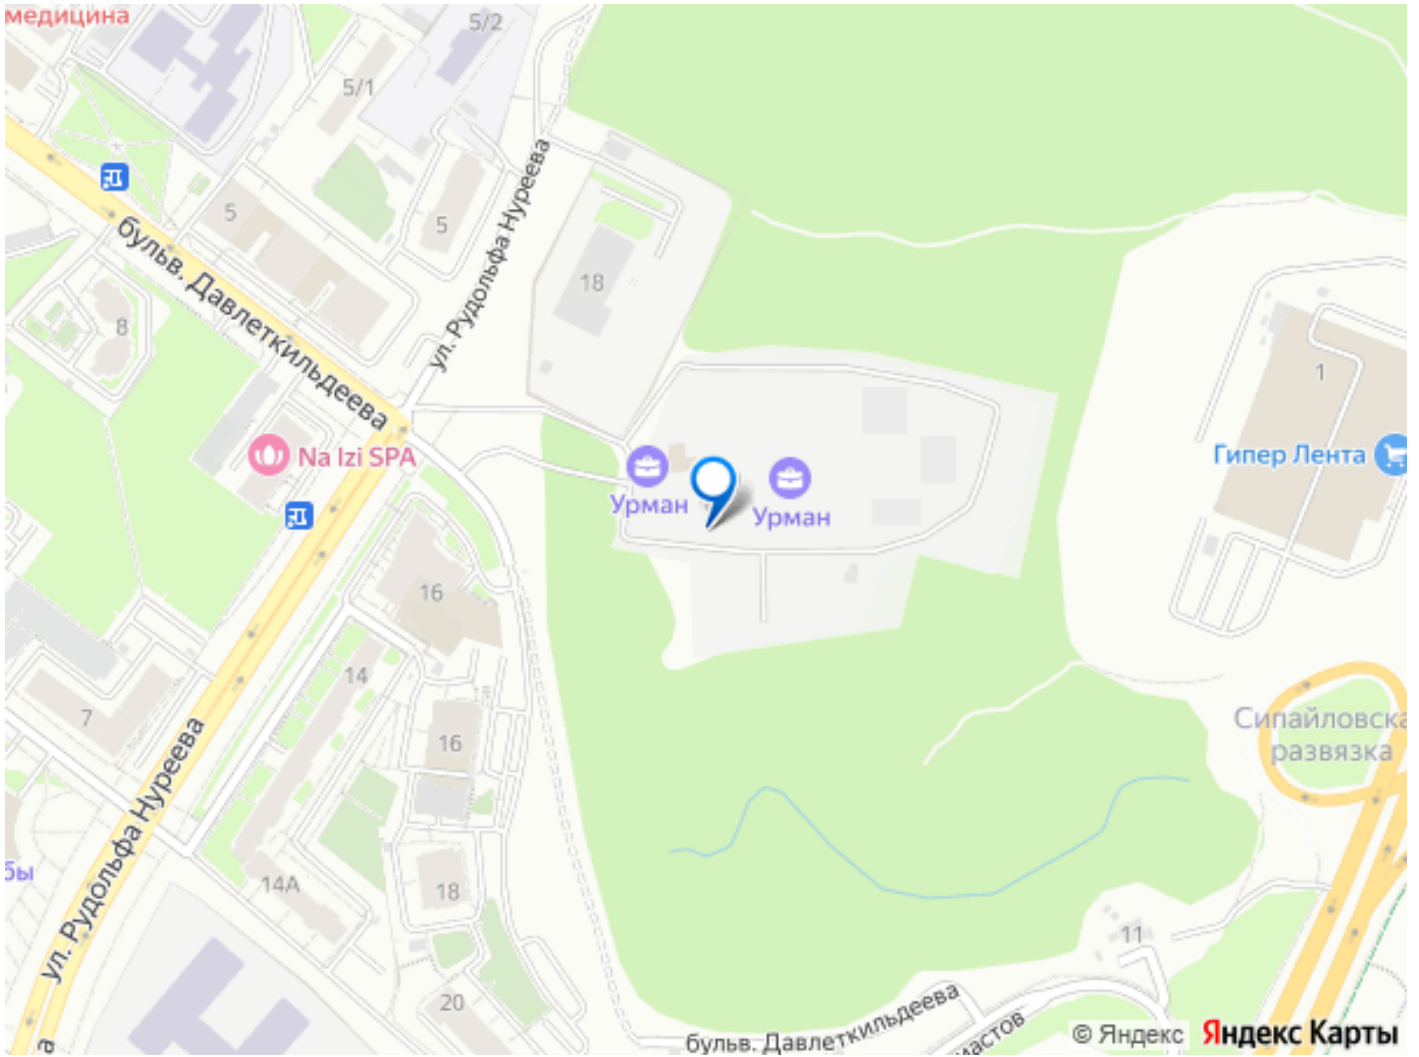 медицина
5/2
5/1
ул. Рудольфа Нуреева
5
5
18
бульв. Давлеткильдеева
8
1
Na Izi SPA
Гипер Лента
Урман
Урман
16
14
7
16
Сипайловска
развязка
ул. Рудольфа Нуреева
бы
14А
18
11
20
бульв. Давлеткильдеева
мастов
а
© Яндекс Яндекс Карты